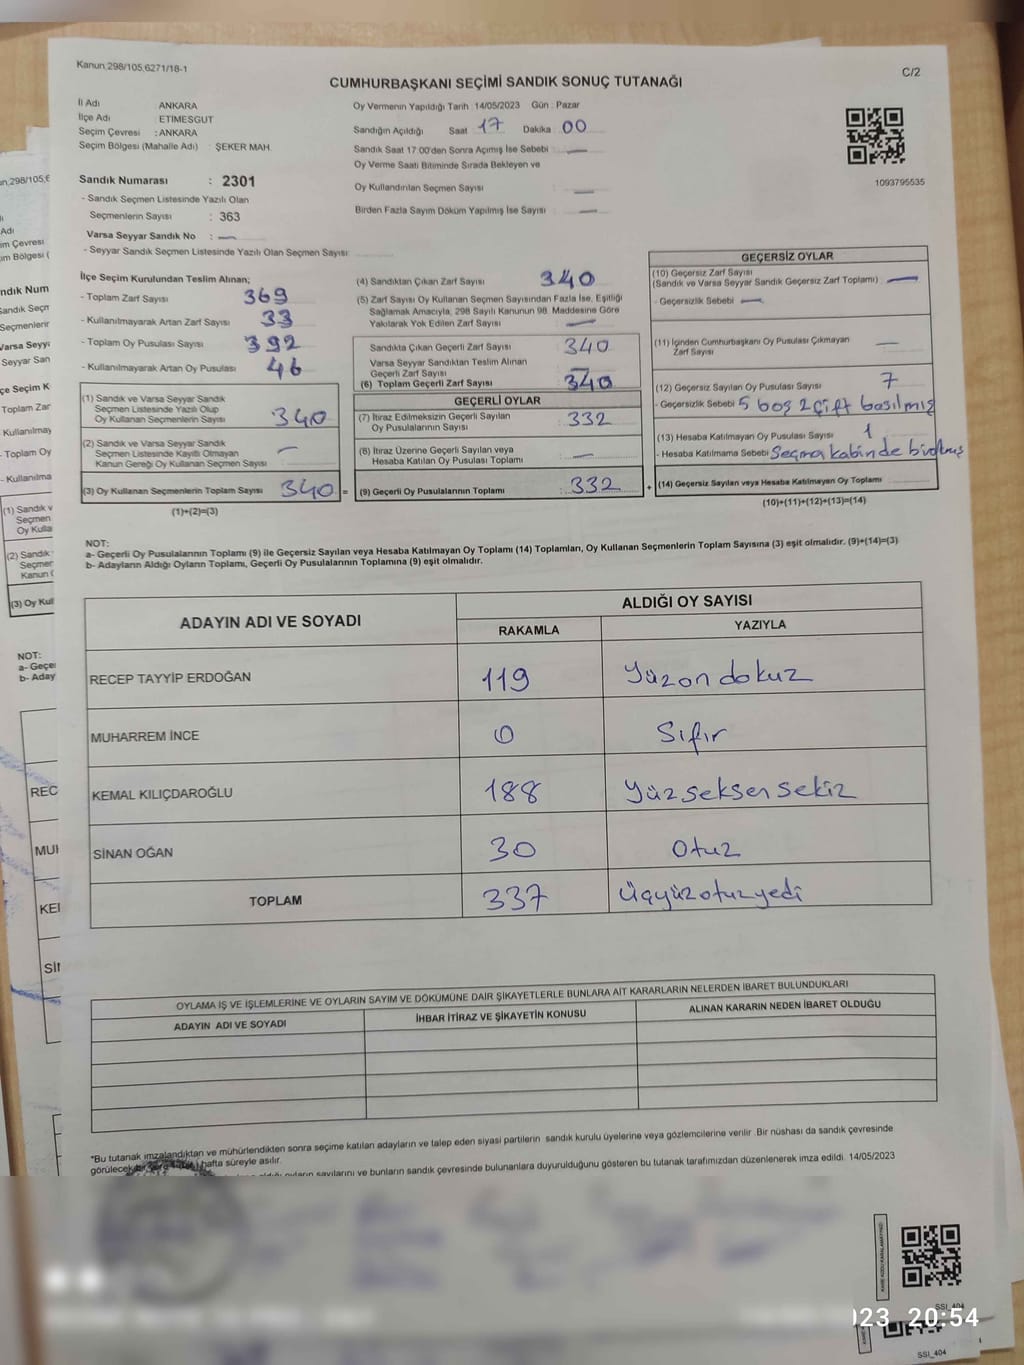 Kanun,298/105,6271/18-1
C/2
CUMHURBAŞKANI SEÇİMİ SANDIK SONUÇ TUTANAĞI
İl Adı ANKARA
İlçe Adı : ETIMESGUT
Seçim Çevresi : ANKARA
Seçim Bölgesi (Mahalle Adı) : ŞEKER MAH.
Sandık Numarası : 2301
- Sandık Seçmen Listesinde Yazılı Olan
Seçmenlerin Sayısı : 363
Varsa Seyyar Sandık No : —
- Seyyar Sandık Seçmen Listesinde Yazılı Olan Seçmen Sayısı
Oy Vermenin Yapıldığı Tarih : 14/05/2023 Gün : Pazar
Sandığın Açıldığı Saat 17 Dakika 00
Sandık Saat 17:00'den Sonra Açımış İse Sebebi : —
Oy Verme Saati Bitiminde Sırada Bekleyen ve
Oy Kullandırılan Seçmen Sayısı : —
Birden Fazla Sayım Döküm Yapılmış İse Sayısı : —
1093795535
İlçe Seçim Kurulundan Teslim Alınan;
- Toplam Zarf Sayısı 369
- Kullanılmayarak Artan Zarf Sayısı 33
- Toplam Oy Pusulası Sayısı 392
- Kullanılmayarak Artan Oy Pusulası 46
(1) Sandık ve Varsa Seyyar Sandık
Seçmen Listesinde Yazılı Olup
Oy Kullanan Seçmenlerin Sayısı 340
(2) Sandık ve Varsa Seyyar Sandık
Seçmen Listesinde Kayıtlı Olmayan
Kanun Gereği Oy Kullanan Seçmen Sayısı —
(3) Oy Kullanan Seçmenlerin Toplam Sayısı 340 =
(1)+(2)=(3)
(4) Sandıktan Çıkan Zarf Sayısı 340
(5) Zarf Sayısı Oy Kullanan Seçmen Sayısından Fazla İse, Eşitliği
Sağlamak Amacıyla, 298 Sayılı Kanunun 98. Maddesine Göre
Yakılarak Yok Edilen Zarf Sayısı —
Sandıkta Çıkan Geçerli Zarf Sayısı 340
Varsa Seyyar Sandıktan Teslim Alınan
Geçerli Zarf Sayısı —
(6) Toplam Geçerli Zarf Sayısı 340
GEÇERLİ OYLAR
(7) İtiraz Edilmeksizin Geçerli Sayılan
Oy Pusulalarının Sayısı : 332
(8) İtiraz Üzerine Geçerli Sayılan veya
Hesaba Katılan Oy Pusulası Toplamı : —
(9) Geçerli Oy Pusulalarının Toplamı : 332 +
GEÇERSİZ OYLAR
(10) Geçersiz Zarf Sayısı
(Sandık ve Varsa Seyyar Sandık Geçersiz Zarf Toplamı) —
- Geçersizlik Sebebi —
(11) İçinden Cumhurbaşkanı Oy Pusulası Çıkmayan
Zarf Sayısı —
(12) Geçersiz Sayılan Oy Pusulası Sayısı 7
- Geçersizlik Sebebi 5 boş 2 çift basılmış
(13) Hesaba Katılmayan Oy Pusulası Sayısı 1
- Hesaba Katılmama Sebebi Seçma kabinde
(14) Geçersiz Sayılan veya Hesaba Katılmayan Oy Toplamı
(10)+(11)+(12)+(13)=(14)
NOT:
a- Geçerli Oy Pusulalarının Toplamı (9) ile Geçersiz Sayılan veya Hesaba Katılmayan Oy Toplamı (14) Toplamları, Oy Kullanan Seçmenlerin Toplam Sayısına (3) eşit olmalıdır. (9)+(14)=(3)
b- Adayların Aldığı Oyların Toplamı, Geçerli Oy Pusulalarının Toplamına (9) eşit olmalıdır.
ADAYIN ADI VE SOYADI ALDIĞI OY SAYISI
RAKAMLA YAZIYLA
RECEP TAYYİP ERDOĞAN 119 Yüzon dokuz
MUHARREM İNCE 0 Sıfır
KEMAL KILIÇDAROĞLU 188 Yüz seksen sekiz
SİNAN OĞAN 30 Otuz
TOPLAM 337 Üçyüzotuzyedi
OYLAMA İŞ VE İŞLEMLERİNE VE OYLARIN SAYIM VE DÖKÜMÜNE DAİR ŞİKAYETLERLE BUNLARA AİT KARARLARIN NELERDEN İBARET BULUNDUKLARI
ADAYIN ADI VE SOYADI İHBAR İTİRAZ VE ŞİKAYETİN KONUSU ALINAN KARARIN NEDEN İBARET OLDUĞU
*Bu tutanak imzalandıktan ve mühürlendikten sonra seçime katılan adayların ve talep eden siyasi partilerin sandık kurulu üyelerine veya gözlemcilerine verilir. Bir nüshası da sandık çevresinde
görülecek bir yere hafta süreyle asılır.
sayılarını ve bunların sandık çevresinde bulunanlara duyurulduğunu gösteren bu tutanak tarafımızdan düzenlenerek imza edildi. 14/05/2023
SSI_404
023 20:54
SSI_404